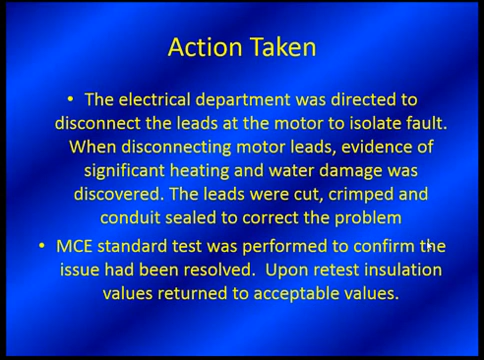 Action Taken
• The electrical department was directed to
disconnect the leads at the motor to isolate fault.
When disconnecting motor leads, evidence of
significant heating and water damage was
discovered. The leads were cut, crimped and
conduit sealed to correct the problem
• MCE standard test was performed to confirm the
issue had been resolved.  Upon retest insulation
values returned to acceptable values.